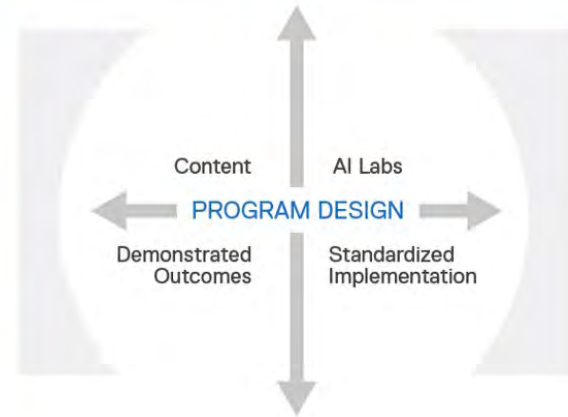 Content
AI Labs
PROGRAM DESIGN
Demonstrated
Outcomes
Standardized
Implementation